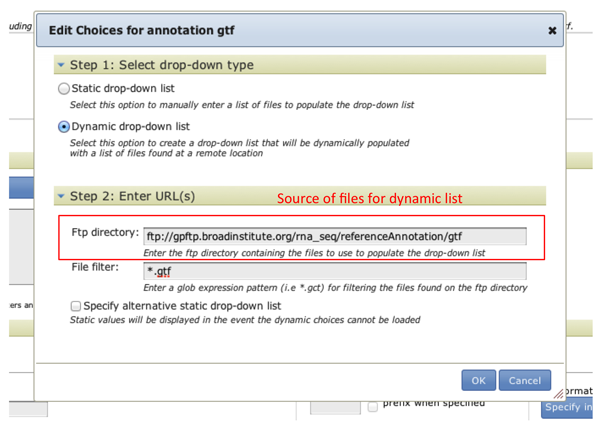 uding
Edit Choices for annotation gtf
f.
Step 1: Select drop-down type
Static drop-down list
Select this option to manually enter a list of files to populate the drop-down list
Dynamic drop-down list
Select this option to create a drop-down list that will be dynamically populated
with a list of files found at a remote location
Step 2: Enter URL(s)
Source of files for dynamic list
Ftp directory:
ftp://gpftp.broadinstitute.org/rna_seq/referenceAnnotation/gtf
Enter the ftp directory containing the files to use to populate the drop-down list
File filter:
*.gtf
Enter a glob expression pattern (i.e *.gct) for filtering the files found on the ftp directory
ters an
Specify alternative static drop-down list
Static values will be displayed in the event the dynamic choices cannot be loaded
OK
Cancel
ormat
prefix when specified
Specify in